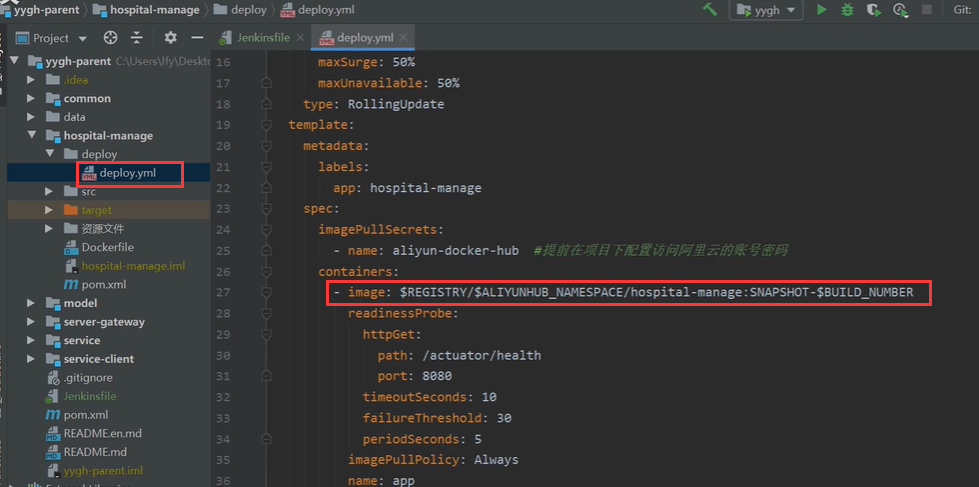 yygh-parent hospital-manage deploy deploy.yml yygh Git:
Project Jenkinsfile deploy.yml
yygh-parent C:\Users\lfy\Deskto
.idea
common
data
hospital-manage
deploy
deploy.yml
src
target
资源文件
Dockerfile
hospital-manage.iml
pom.xml
model
server-gateway
service
service-client
.gitignore
Jenkinsfile
pom.xml
README.en.md
README.md
yygh-parent.iml
16 maxSurge: 50%
17 maxUnavailable: 50%
18 type: RollingUpdate
19 template:
20 metadata:
21 labels:
22 app: hospital-manage
23 spec:
24 imagePullSecrets:
25 - name: aliyun-docker-hub #提前在项目下配置访问阿里云的账号密码
26 containers:
27 - image: $REGISTRY/$ALIYUNHUB_NAMESPACE/hospital-manage:SNAPSHOT-$BUILD_NUMBER
28 readinessProbe:
29 httpGet:
30 path: /actuator/health
31 port: 8080
32 timeoutSeconds: 10
33 failureThreshold: 30
34 periodSeconds: 5
35 imagePullPolicy: Always
36 name: app